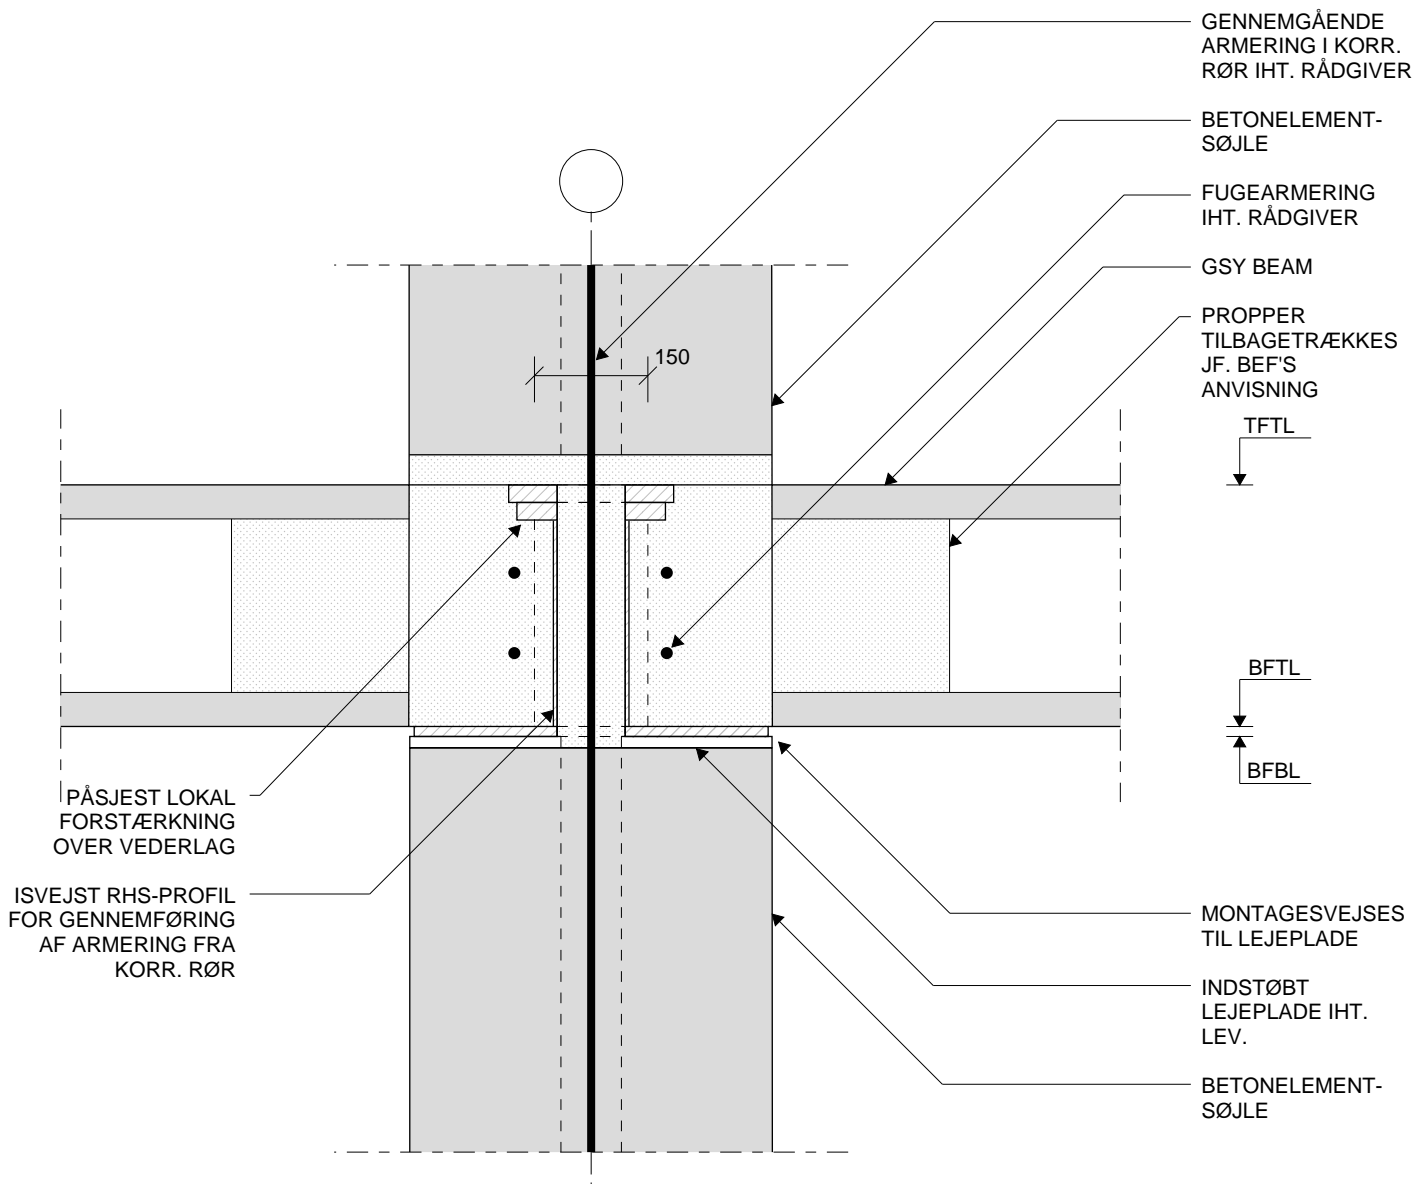 GENNEMGÅENDE
ARMERING I KORR.
RØR IHT. RÅDGIVER
BETONELEMENT-
SØJLE
FUGEARMERING
IHT. RÅDGIVER
GSY BEAM
PROPPER
TILBAGETRÆKKES
JF. BEF'S
ANVISNING
150
TFTL
BFTL
BFBL
PÅSJEST LOKAL
FORSTÆRKNING
OVER VEDERLAG
ISVEJST RHS-PROFIL
FOR GENNEMFØRING
AF ARMERING FRA
KORR. RØR
MONTAGESVEJSES
TIL LEJEPLADE
INDSTØBT
LEJEPLADE IHT.
LEV.
BETONELEMENT-
SØJLE